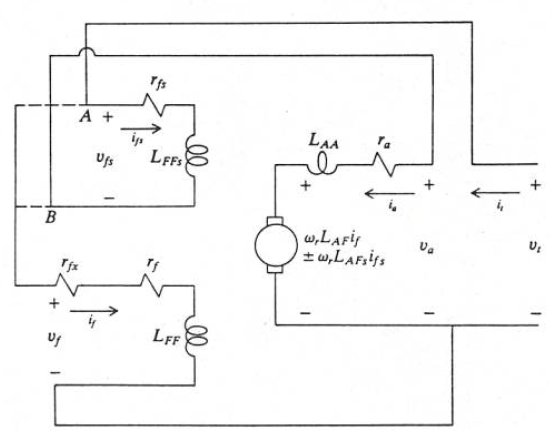 r_fs
A +
i_fs
v_fs
L_FFs
−
B
L_AA
r_a
+ + +
i_a
i_t
ω_r L_AF i_f
± ω_r L_AFs i_fs
v_a
v_t
− − −
r_fx
r_f
+
i_f
v_f
L_FF
−